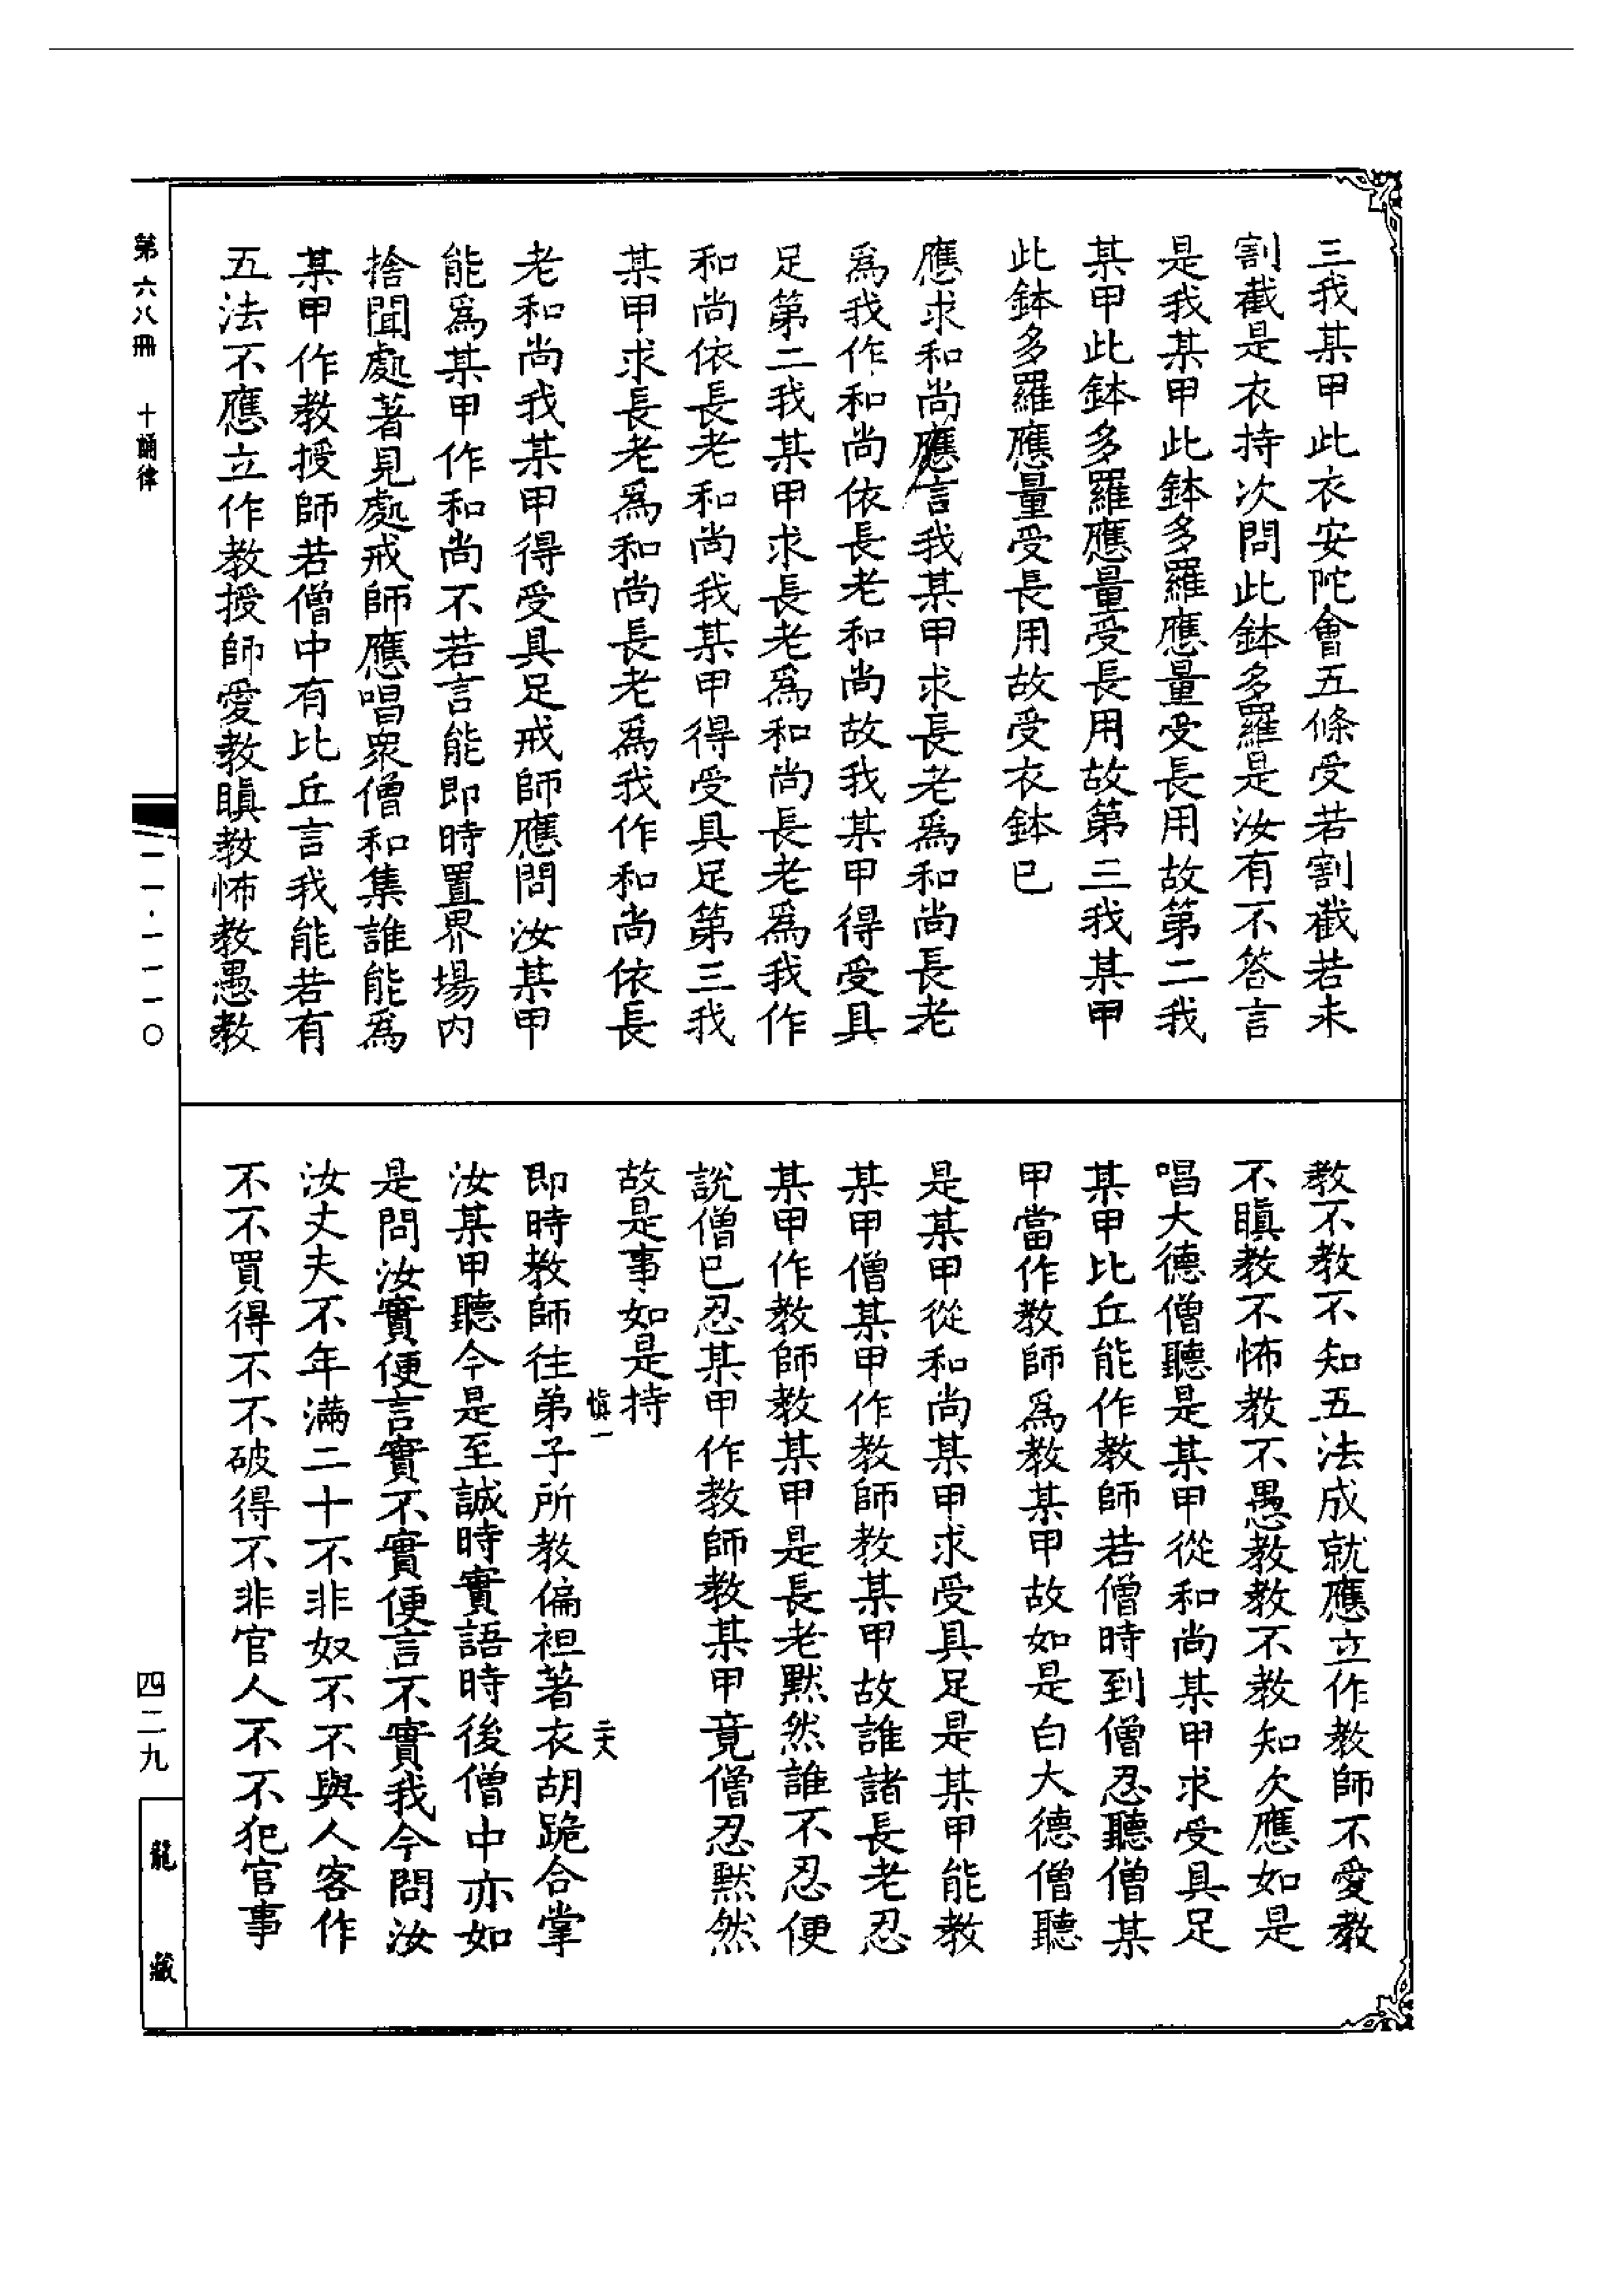 三我某甲此衣安陀會五條受若割截若未
割截是衣持次問此鉢多羅是汝有不答言
是我某甲此鉢多羅應量受長用故第二我
某甲此鉢多羅應量受長用故第三我某甲
此鉢多羅應量受長用故受衣鉢已
應求和尚應言我某甲求長老為和尚長老
為我作和尚依長老和尚故我某甲得受具
足第二我某甲求長老為和尚長老為我作
和尚依長老和尚我某甲得受具足第三我
某甲求長老為和尚長老為我作和尚依長
老和尚我某甲得受具足戒師應問汝某甲
能為某甲作和尚不若言能即時置界場內
捨聞處著見處戒師應唱眾僧和集誰能為
某甲作教授師若僧中有比丘言我能若有
五法不應立作教授師愛教瞋教怖教愚教
教不教不知五法成就應立作教師不愛教
不瞋教不怖教不愚教教不教知欠應如是
唱大德僧聽是某甲從和尚某甲求受具足
某甲比丘能作教師若僧時到僧忍聽僧某
甲當作教師為教某甲故如是白大德僧聽
是某甲從和尚某甲求受具足是某甲能教
某甲僧某甲作教師教某甲故誰諸長老忍
某甲作教師教某甲是長老默然誰不忍便
說僧已忍某甲作教師教某甲竟僧忍默然
故是事如是持
慎一
二六
即時教師往弟子所教偏袒著衣胡跪合掌
汝某甲聽今是至誠時實語時後僧中亦如
是問汝實便言實不實便言不實我今問汝
汝丈夫不年滿二十不非奴不不與人客作
不不買得不不破得不非官人不不犯官事
第六八冊 十誦律
一一·一一一〇
四二九
龍藏